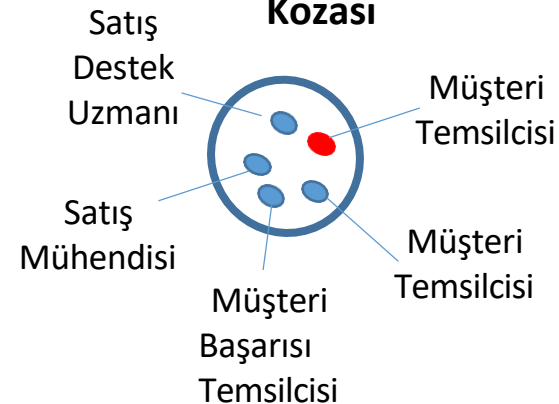 Kozası
Satış
Destek
Uzmanı
Müşteri
Temsilcisi
Satış
Mühendisi
Müşteri
Temsilcisi
Müşteri
Başarısı
Temsilcisi